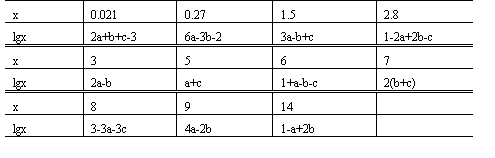 x 0.021 0.27 1.5 2.8
lgx 2a+b+c-3 6a-3b-2 3a-b+c 1-2a+2b-c
x 3 5 6 7
lgx 2a-b a+c 1+a-b-c 2(b+c)
x 8 9 14
lgx 3-3a-3c 4a-2b 1-a+2b